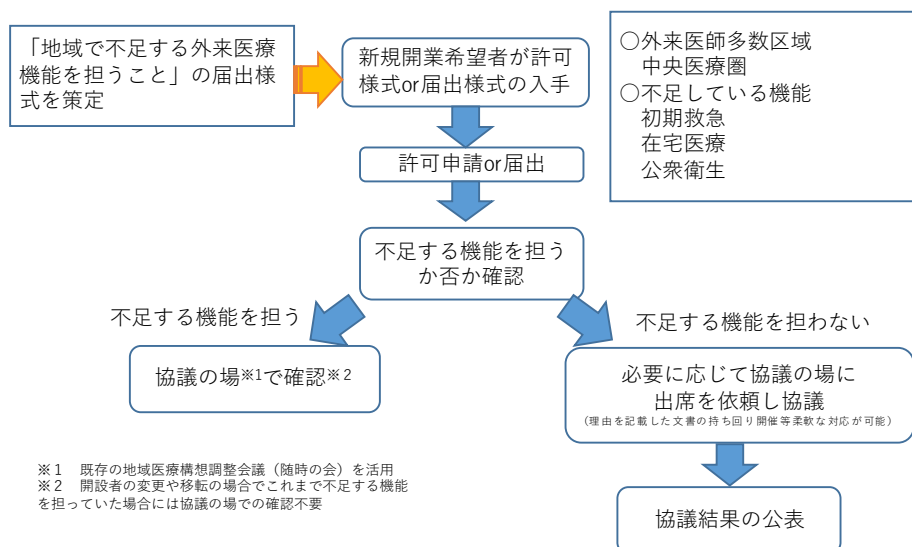 「地域で不足する外来医療
機能を担うこと」の届出様
式を策定
新規開業希望者が許可
様式or届出様式の入手
○外来医師多数区域
中央医療圏
○不足している機能
初期救急
在宅医療
公衆衛生
許可申請or届出
不足する機能を担う
か否か確認
不足する機能を担う
不足する機能を担わない
協議の場※1で確認※2
必要に応じて協議の場に
出席を依頼し協議
(理由を記載した文書の持ち回り開催等柔軟な対応が可能)
※1 既存の地域医療構想調整会議（随時の会）を活用
※2 開設者の変更や移転の場合でこれまで不足する機能
を担っていた場合には協議の場での確認不要
協議結果の公表